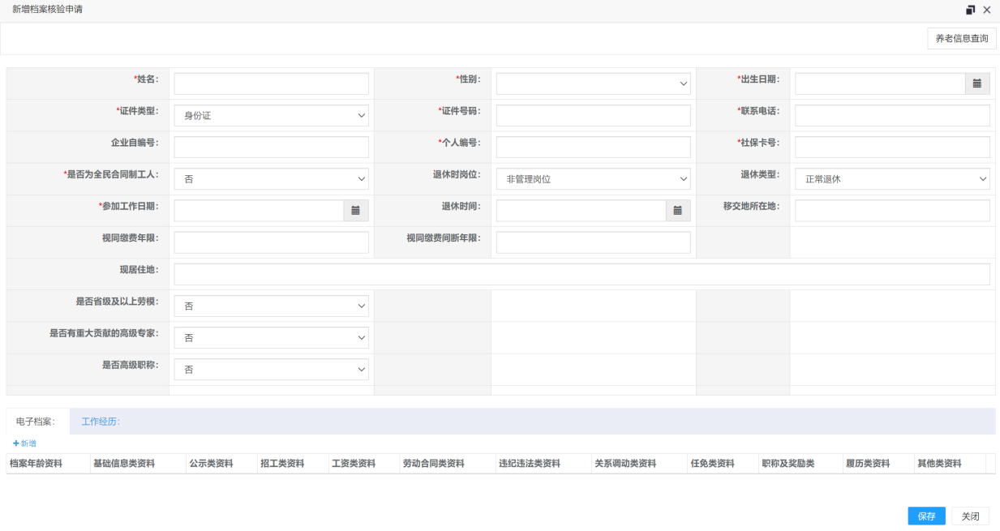 新增档案核验申请
养老信息查询
*姓名： *性别： *出生日期：
*证件类型： 身份证 *证件号码： *联系电话：
企业自编号： *个人编号： *社保卡号：
*是否为全民合同制工人： 否 退休时岗位： 非管理岗位 退休类型： 正常退休
*参加工作日期： 退休时间： 移交地所在地：
视同缴费年限： 视同缴费间断年限：
现居住地：
是否省级及以上劳模： 否
是否有重大贡献的高级专家： 否
是否高级职称： 否
电子档案： 工作经历：
+新增
档案年龄资料 基础信息类资料 公示类资料 招工类资料 工资类资料 劳动合同类资料 违纪违法类资料 关系调动类资料 任免类资料 职称及奖励类 履历类资料 其他类资料
保存 关闭